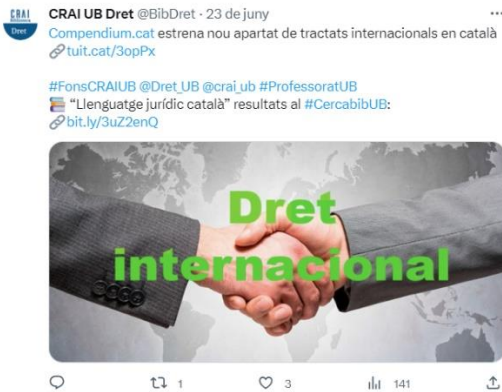 CRAI
Biblioteca
Dret
CRAI UB Dret @BibDret · 23 de juny
Compendium.cat estrena nou apartat de tractats internacionals en català
tuit.cat/3opPx
#FonsCRAIUB @Dret_UB @crai_ub #ProfessoratUB
"Llenguatge jurídic català" resultats al #CercabibUB:
bit.ly/3uZ2enQ
Dret
internacional
1 3 141